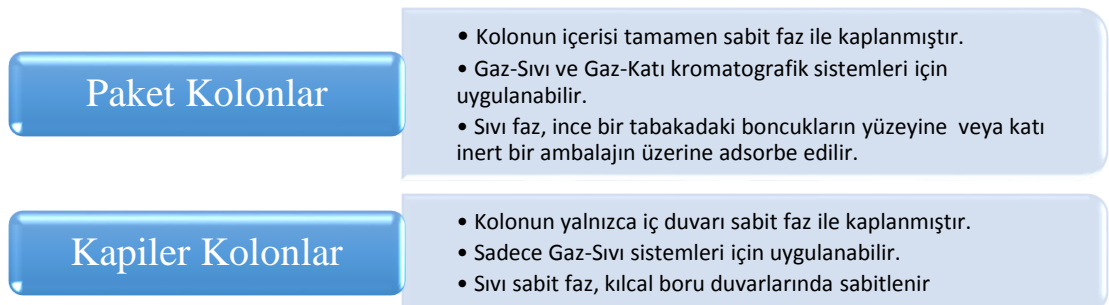 Paket Kolonlar
• Kolonun içerisi tamamen sabit faz ile kaplanmıştır.
• Gaz-Sıvı ve Gaz-Katı kromatografik sistemleri için
uygulanabilir.
• Sıvı faz, ince bir tabakadaki boncukların yüzeyine veya katı
inert bir ambalajın üzerine adsorbe edilir.
Kapiler Kolonlar
• Kolonun yalnızca iç duvarı sabit faz ile kaplanmıştır.
• Sadece Gaz-Sıvı sistemleri için uygulanabilir.
• Sıvı sabit faz, kılcal boru duvarlarında sabitlenir